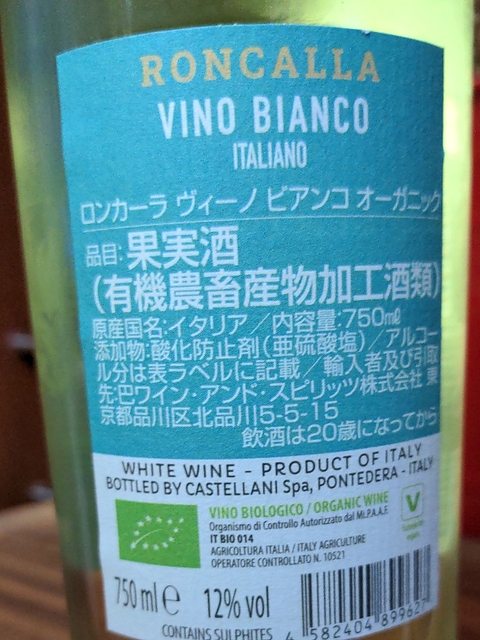 RONCALLA
VINO BIANCO
ITALIANO
ロンカーラ ヴィーノ ビアンコ オーガニック
品目:果実酒
(有機農畜産物加工酒類)
原産国名:イタリア／内容量:750mℓ
添加物:酸化防止剤(亜硫酸塩)／アルコー
ル分は表ラベルに記載／輸入者及び引取
先:巴ワイン・アンド・スピリッツ株式会社 東
京都品川区北品川5-5-15
飲酒は20歳になってから
WHITE WINE - PRODUCT OF ITALY
BOTTLED BY CASTELLANI SpA, PONTEDERA - ITALY
VINO BIOLOGICO / ORGANIC WINE
Organismo di Controllo Autorizzato dal Mi.P.A.A.F.
IT BIO 014
AGRICOLTURA ITALIA / ITALY AGRICULTURE
OPERATORE CONTROLLATO N. 10521
V
750 ml e 12% vol
CONTAINS SULPHITES
4 582404 899627